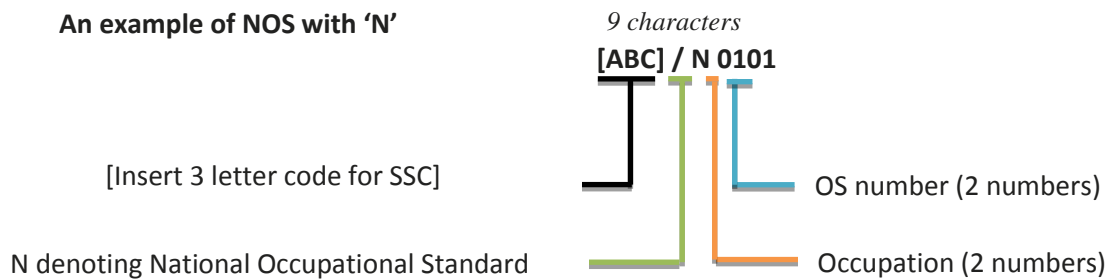 An example of NOS with ‘N’
9 characters
[ABC] / N 0101
[Insert 3 letter code for SSC]
OS number (2 numbers)
N denoting National Occupational Standard
Occupation (2 numbers)